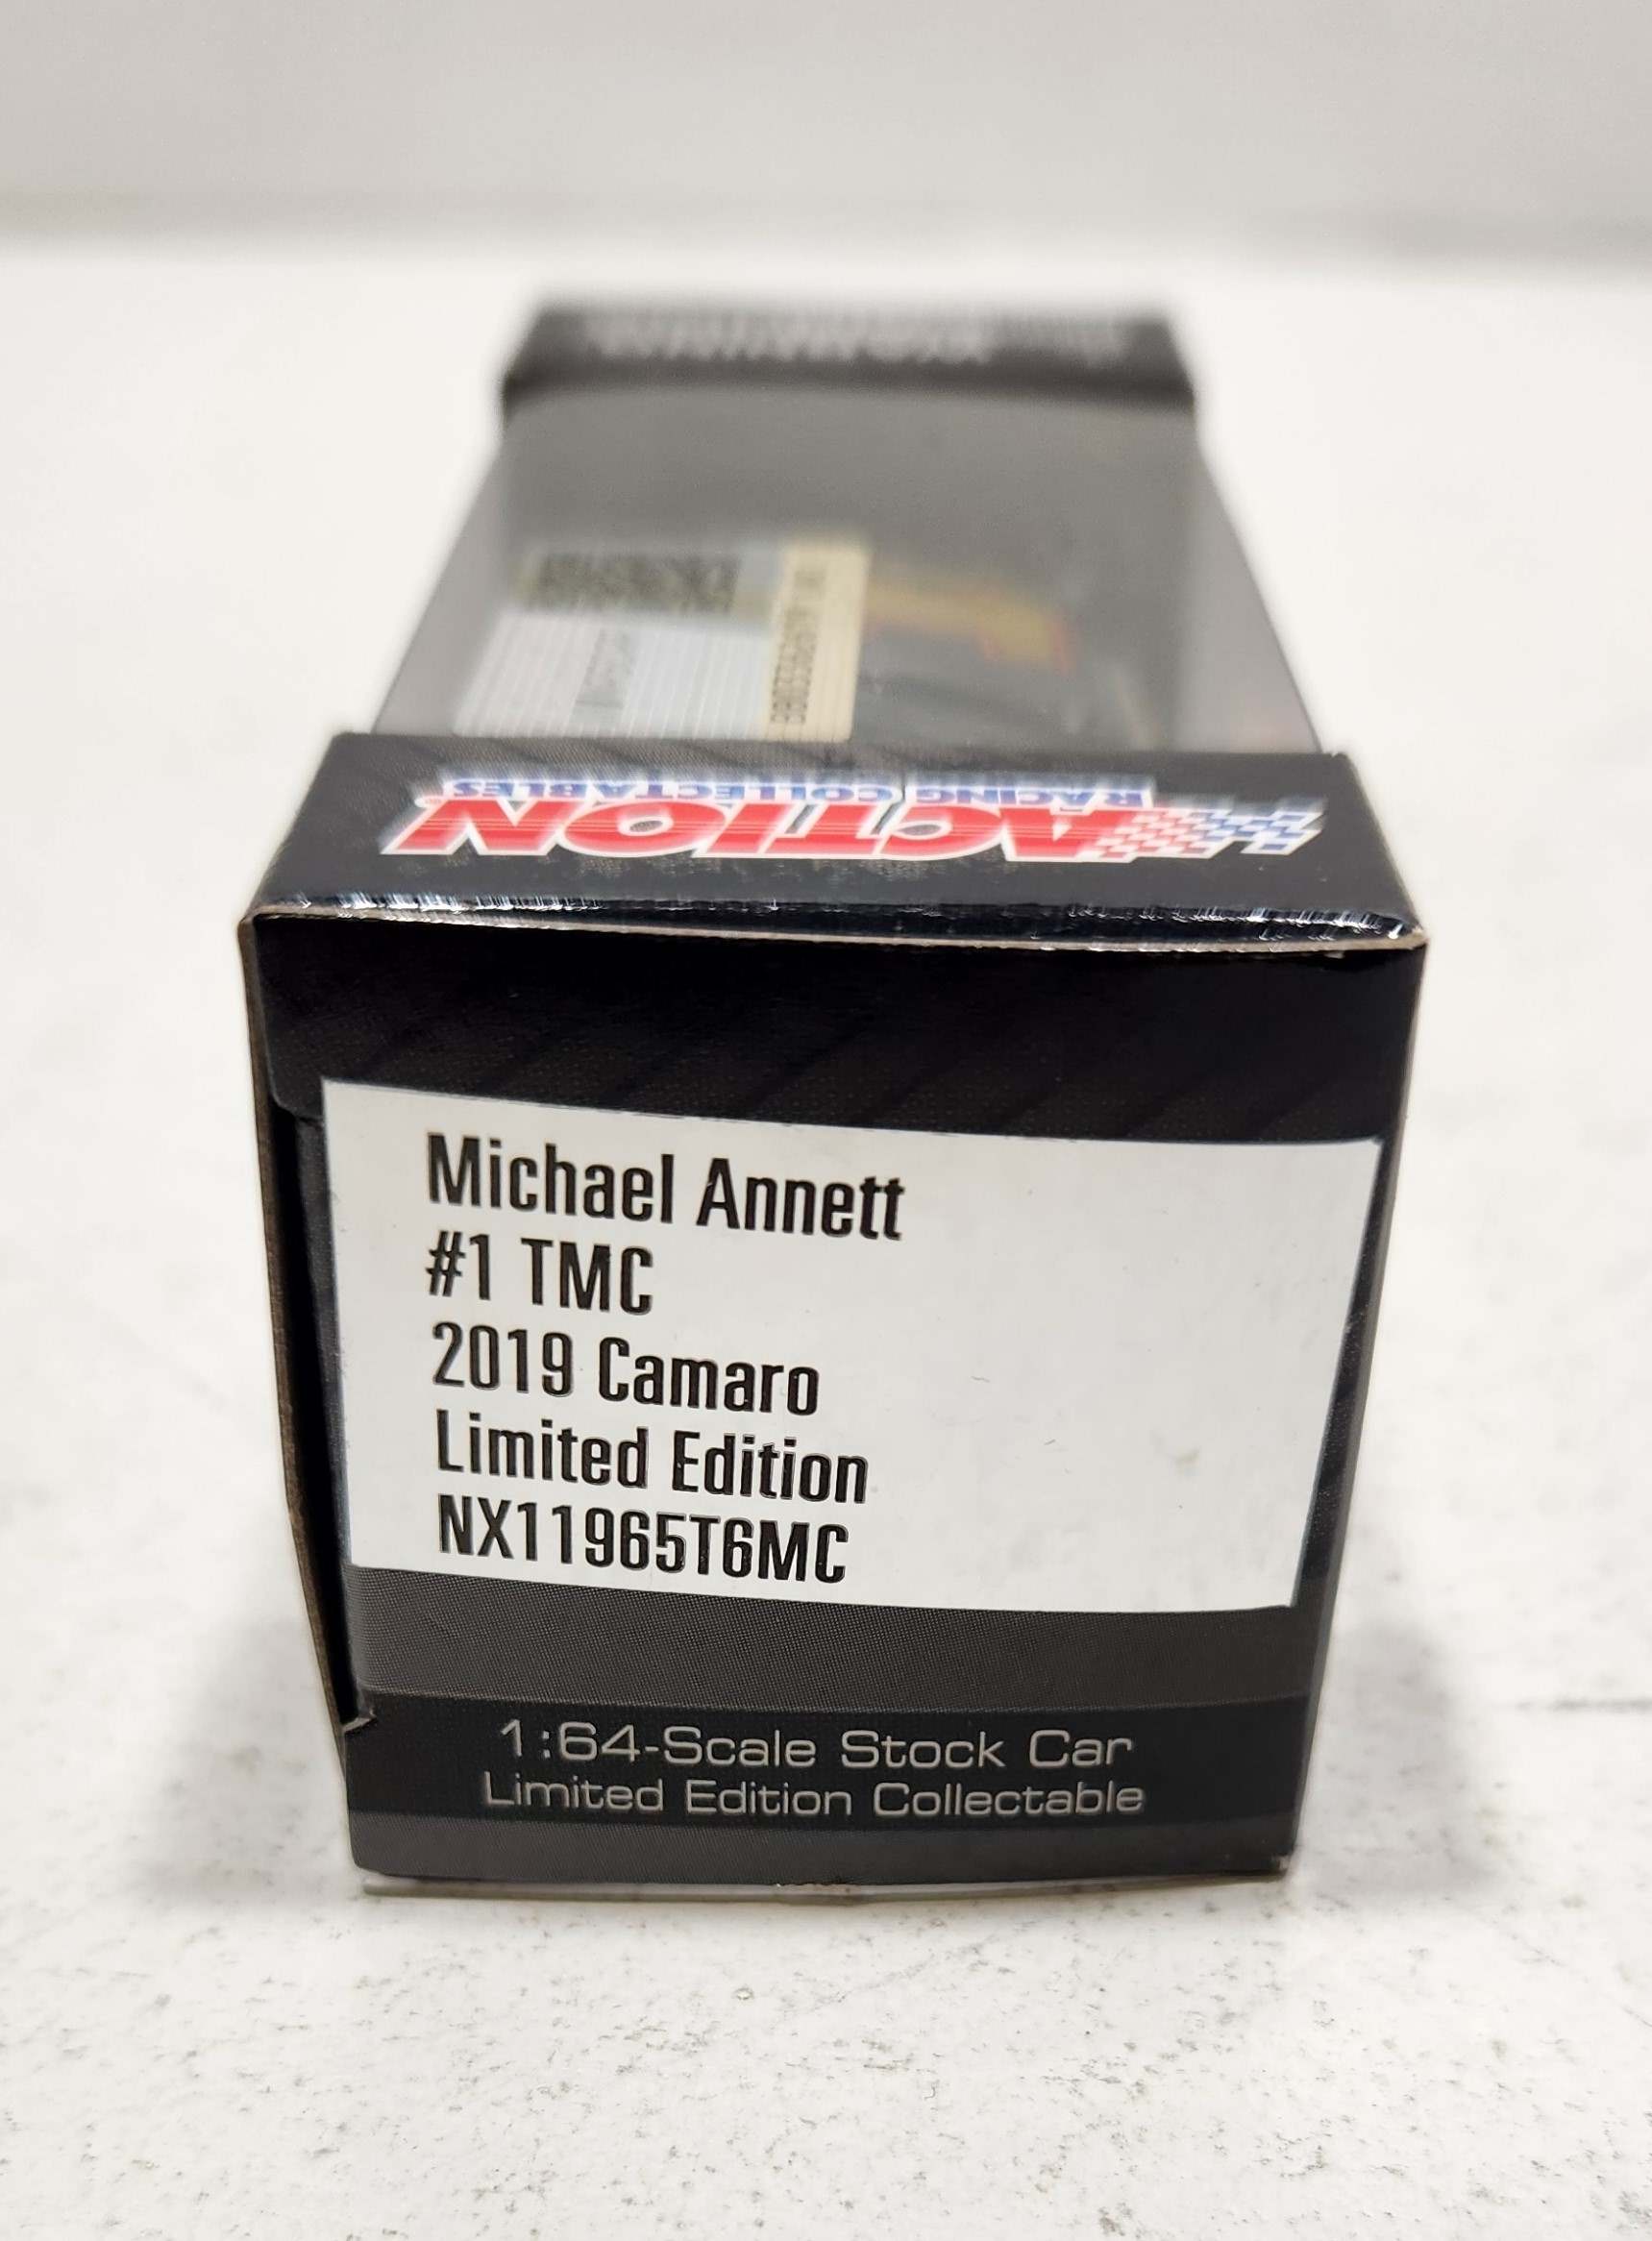 ACTION
RACING COLLECTABLES
Michael Annett
#1 TMC
2019 Camaro
Limited Edition
NX11965T6MC
1:64-Scale Stock Car
Limited Edition Collectable